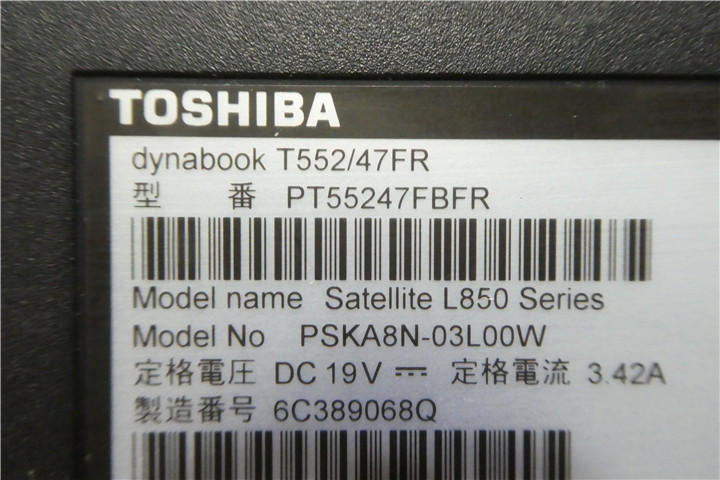 TOSHIBA
dynabook T552/47FR
型 番 PT55247FBFR
Model name Satellite L850 Series
Model No PSKA8N-03L00W
定格電圧 DC 19V ⎓ 定格電流 3.42A
製造番号 6C389068Q